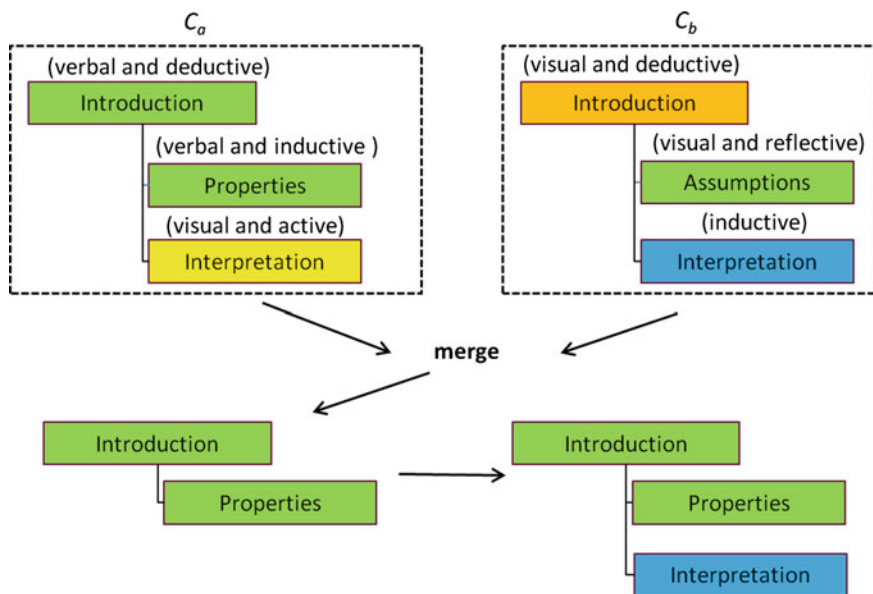 Ca
(verbal and deductive)
Introduction
(verbal and inductive )
Properties
(visual and active)
Interpretation
Cb
(visual and deductive)
Introduction
(visual and reflective)
Assumptions
(inductive)
Interpretation
merge
Introduction
Properties
Introduction
Properties
Interpretation